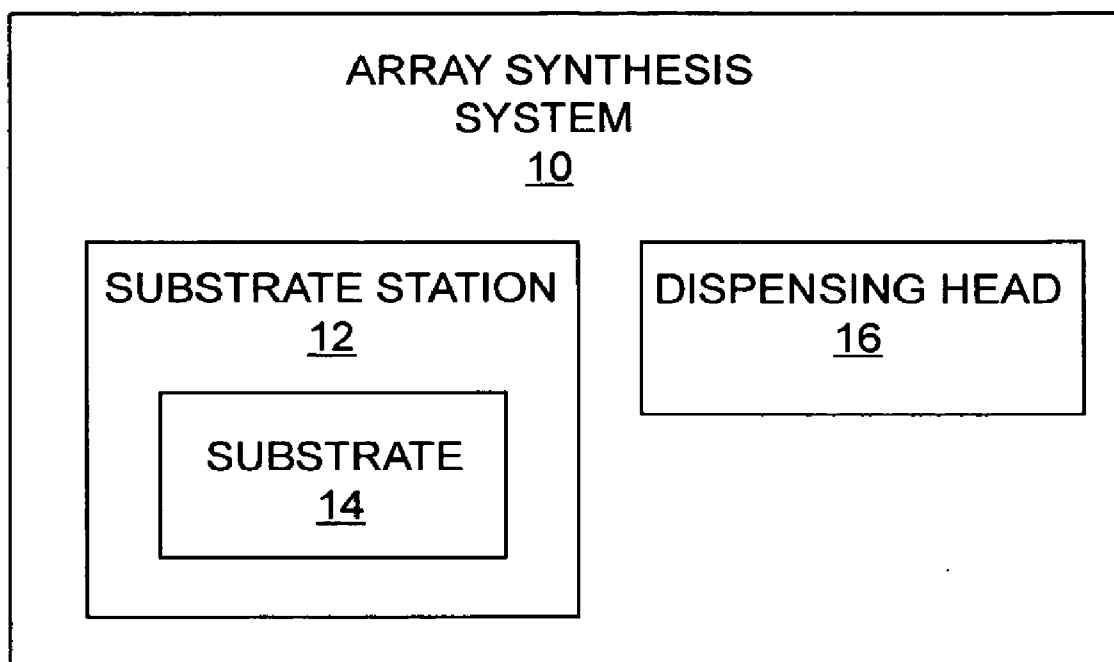 ARRAY SYNTHESIS
SYSTEM
10
SUBSTRATE STATION
12
SUBSTRATE
14
DISPENSING HEAD
16